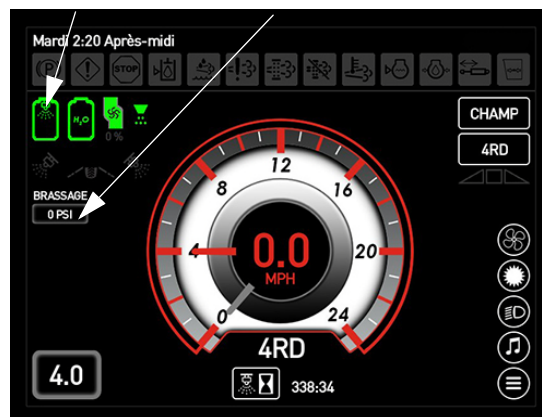 Mardi 2:20 Après-midi
STOP
H₂O
0 %
CHAMP
4RD
BRASSAGE
0 PSI
12
8
16
4
20
0.0
MPH
0
24
4RD
4.0
338:34